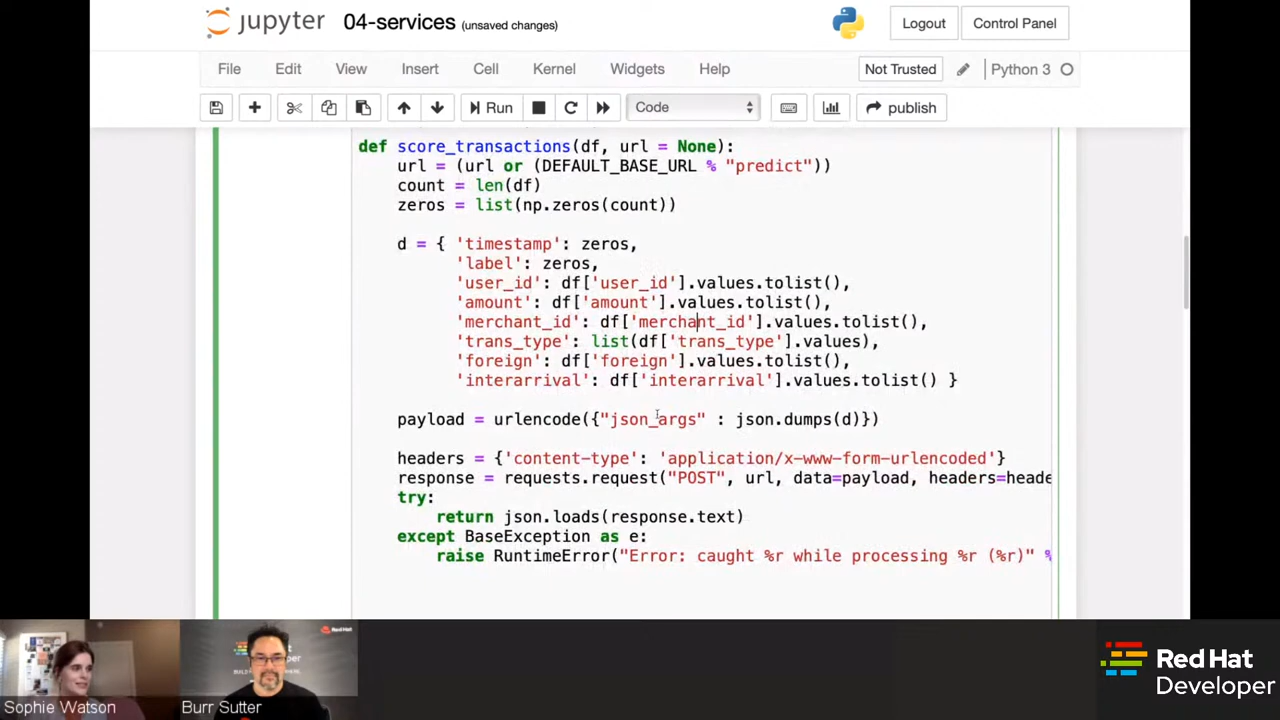 jupyter 04-services (unsaved changes) Logout Control Panel
File Edit View Insert Cell Kernel Widgets Help Not Trusted Python 3
Run Code publish
def score_transactions(df, url = None):
    url = (url or (DEFAULT_BASE_URL % "predict"))
    count = len(df)
    zeros = list(np.zeros(count))
    d = { 'timestamp': zeros,
          'label': zeros,
          'user_id': df['user_id'].values.tolist(),
          'amount': df['amount'].values.tolist(),
          'merchant_id': df['merchant_id'].values.tolist(),
          'trans_type': list(df['trans_type'].values),
          'foreign': df['foreign'].values.tolist(),
          'interarrival': df['interarrival'].values.tolist() }
    payload = urlencode({"json_args" : json.dumps(d)})
    headers = {'content-type': 'application/x-www-form-urlencoded'}
    response = requests.request("POST", url, data=payload, headers=heade
    try:
        return json.loads(response.text)
    except BaseException as e:
        raise RuntimeError("Error: caught %r while processing %r (%r)" %
Red Hat
Developer
Sophie Watson
Burr Sutter
Red Hat
Developer